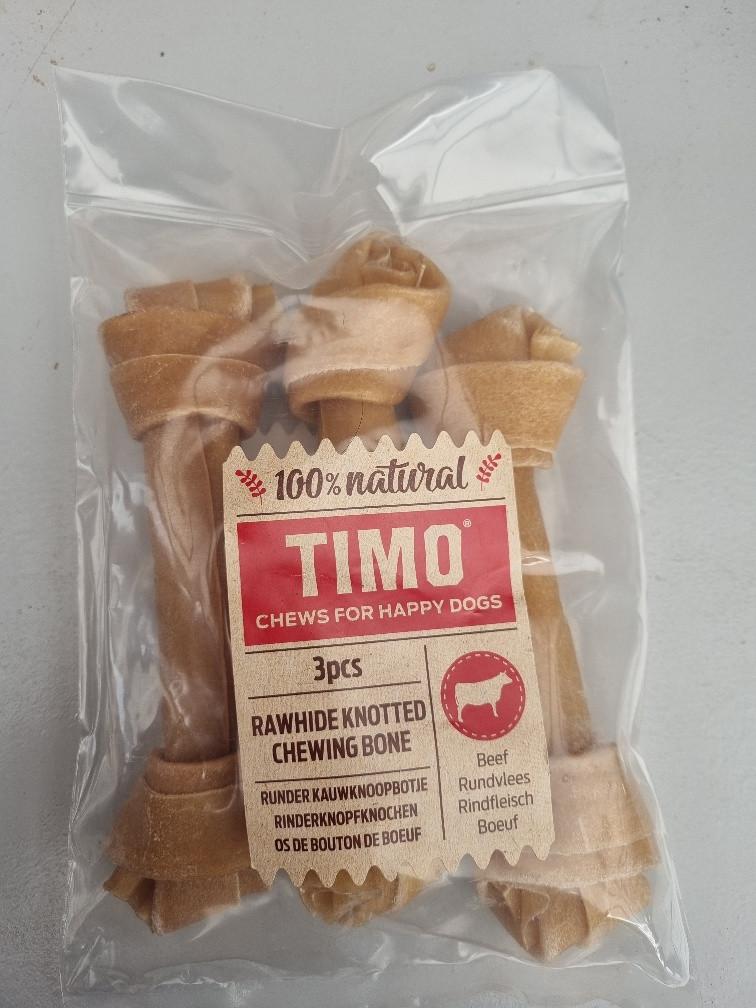 100% natural
TIMO®
CHEWS FOR HAPPY DOGS
3pcs
RAWHIDE KNOTTED
CHEWING BONE
RUNDER KAUWKNOOPBOTJE
RINDERKNOPFKNOCHEN
OS DE BOUTON DE BOEUF
Beef
Rundvlees
Rindfleisch
Boeuf